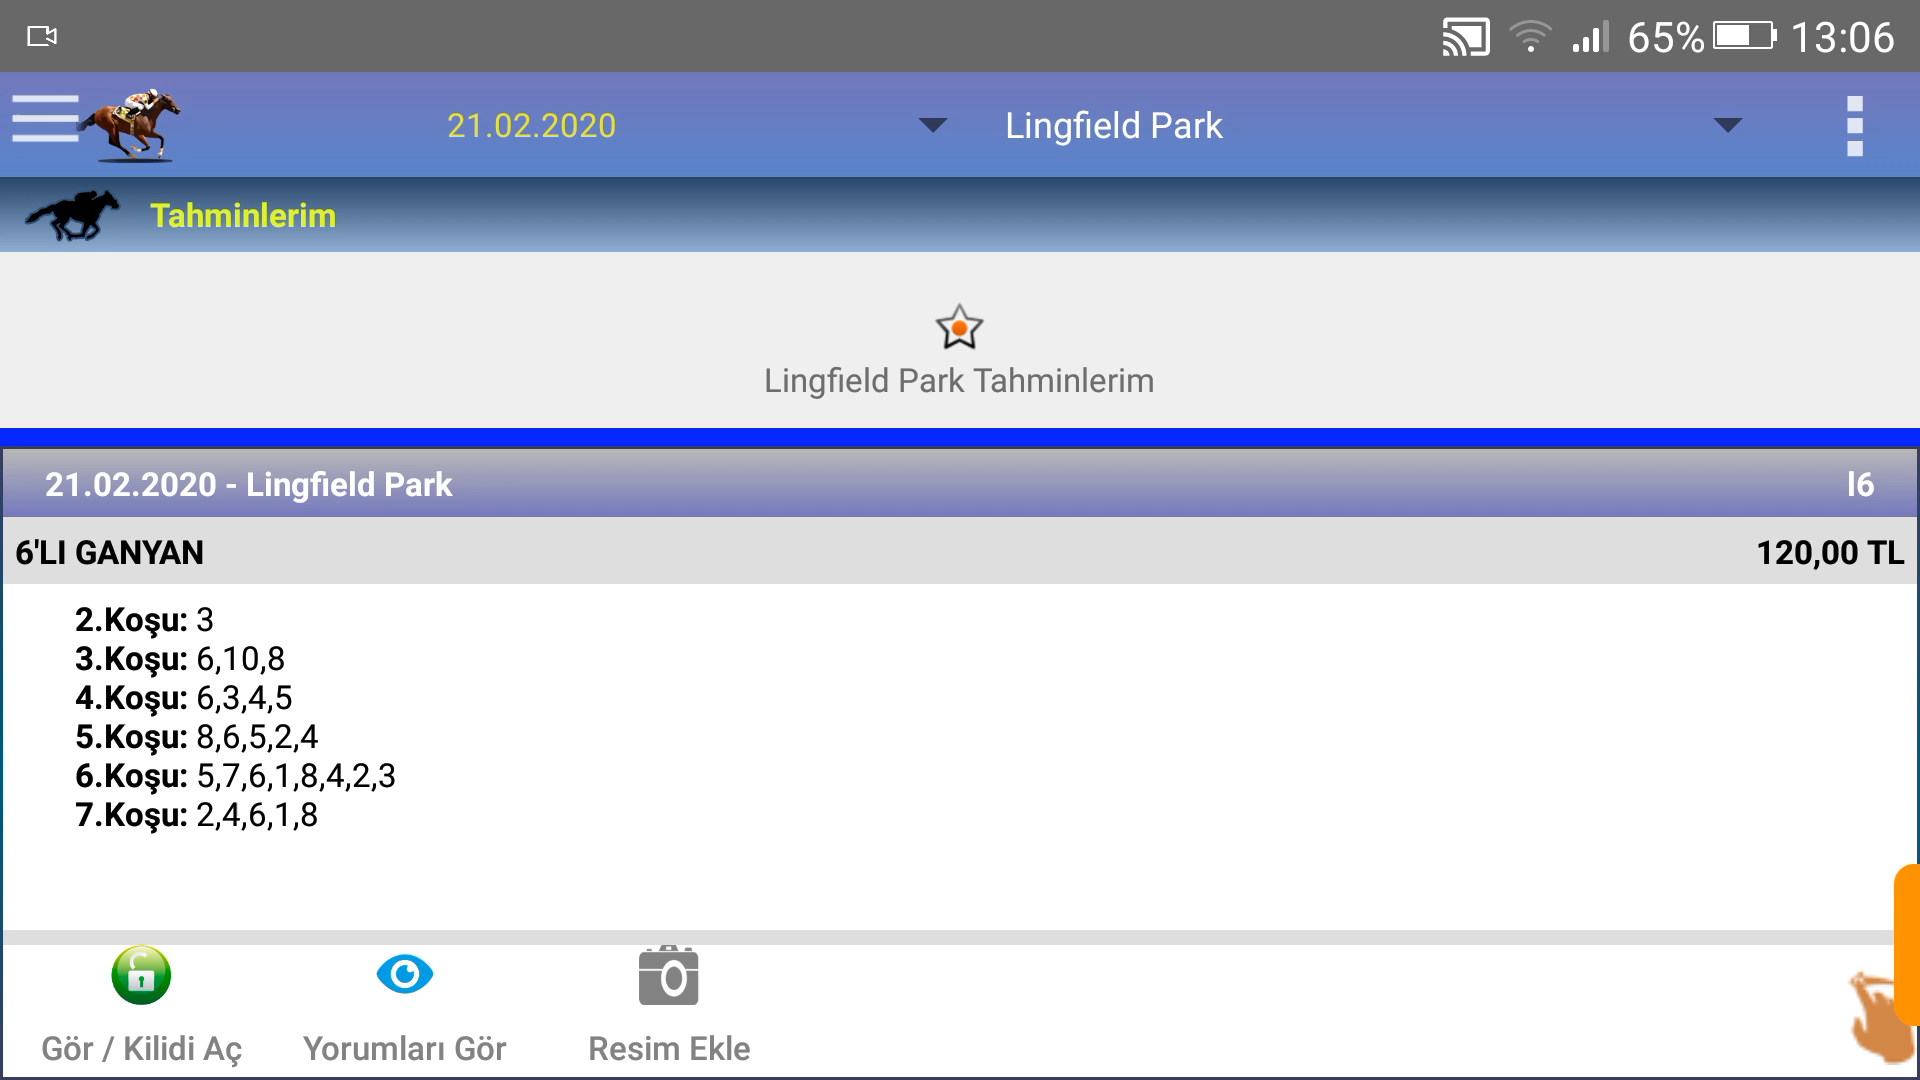 65% 13:06
21.02.2020 Lingfield Park
Tahminlerim
Lingfield Park Tahminlerim
21.02.2020 - Lingfield Park l6
6'LI GANYAN 120,00 TL
2.Koşu: 3
3.Koşu: 6,10,8
4.Koşu: 6,3,4,5
5.Koşu: 8,6,5,2,4
6.Koşu: 5,7,6,1,8,4,2,3
7.Koşu: 2,4,6,1,8
Gör / Kilidi Aç Yorumları Gör Resim Ekle